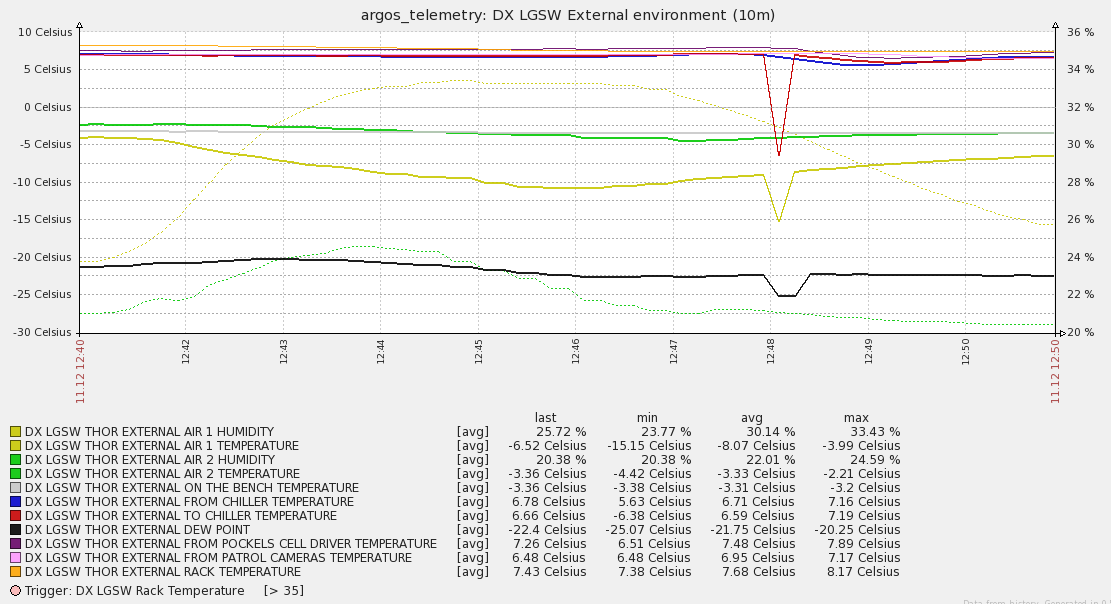 argos_telemetry: DX LGSW External environment (10m)
10 Celsius
5 Celsius
0 Celsius
-5 Celsius
-10 Celsius
-15 Celsius
-20 Celsius
-25 Celsius
-30 Celsius
36 %
34 %
32 %
30 %
28 %
26 %
24 %
22 %
20 %
11.12 12:40
12:42
12:43
12:44
12:45
12:46
12:47
12:48
12:49
12:50
11.12 12:50
last min avg max
DX LGSW THOR EXTERNAL AIR 1 HUMIDITY [avg] 25.72 % 23.77 % 30.14 % 33.43 %
DX LGSW THOR EXTERNAL AIR 1 TEMPERATURE [avg] -6.52 Celsius -15.15 Celsius -8.07 Celsius -3.99 Celsius
DX LGSW THOR EXTERNAL AIR 2 HUMIDITY [avg] 20.38 % 20.38 % 22.01 % 24.59 %
DX LGSW THOR EXTERNAL AIR 2 TEMPERATURE [avg] -3.36 Celsius -4.42 Celsius -3.33 Celsius -2.21 Celsius
DX LGSW THOR EXTERNAL ON THE BENCH TEMPERATURE [avg] -3.36 Celsius -3.38 Celsius -3.31 Celsius -3.2 Celsius
DX LGSW THOR EXTERNAL FROM CHILLER TEMPERATURE [avg] 6.78 Celsius 5.63 Celsius 6.71 Celsius 7.16 Celsius
DX LGSW THOR EXTERNAL TO CHILLER TEMPERATURE [avg] 6.66 Celsius -6.38 Celsius 6.59 Celsius 7.19 Celsius
DX LGSW THOR EXTERNAL DEW POINT [avg] -22.4 Celsius -25.07 Celsius -21.75 Celsius -20.25 Celsius
DX LGSW THOR EXTERNAL FROM POCKELS CELL DRIVER TEMPERATURE [avg] 7.26 Celsius 6.51 Celsius 7.48 Celsius 7.89 Celsius
DX LGSW THOR EXTERNAL FROM PATROL CAMERAS TEMPERATURE [avg] 6.48 Celsius 6.48 Celsius 6.95 Celsius 7.17 Celsius
DX LGSW THOR EXTERNAL RACK TEMPERATURE [avg] 7.43 Celsius 7.38 Celsius 7.68 Celsius 8.17 Celsius
Trigger: DX LGSW Rack Temperature [> 35]